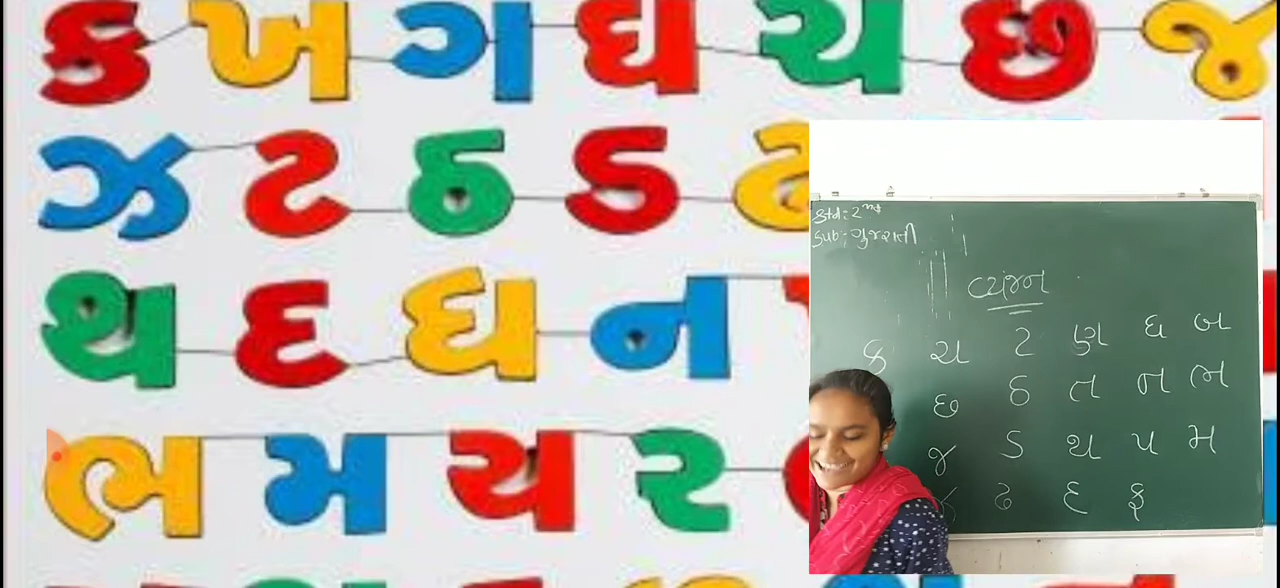 ક ખ ગ ઘ ચ છ જ
ઝ ટ ઠ ડ ઢ
થ દ ધ ન
ભ મ ય ર
Std: 2nd
Sub: ગુજરાતી
વ્યંજન
ક ચ ટ ણ ધ બ
છ ઠ ત ન ભ
જ ડ થ પ મ
ઝ ઢ દ ફ